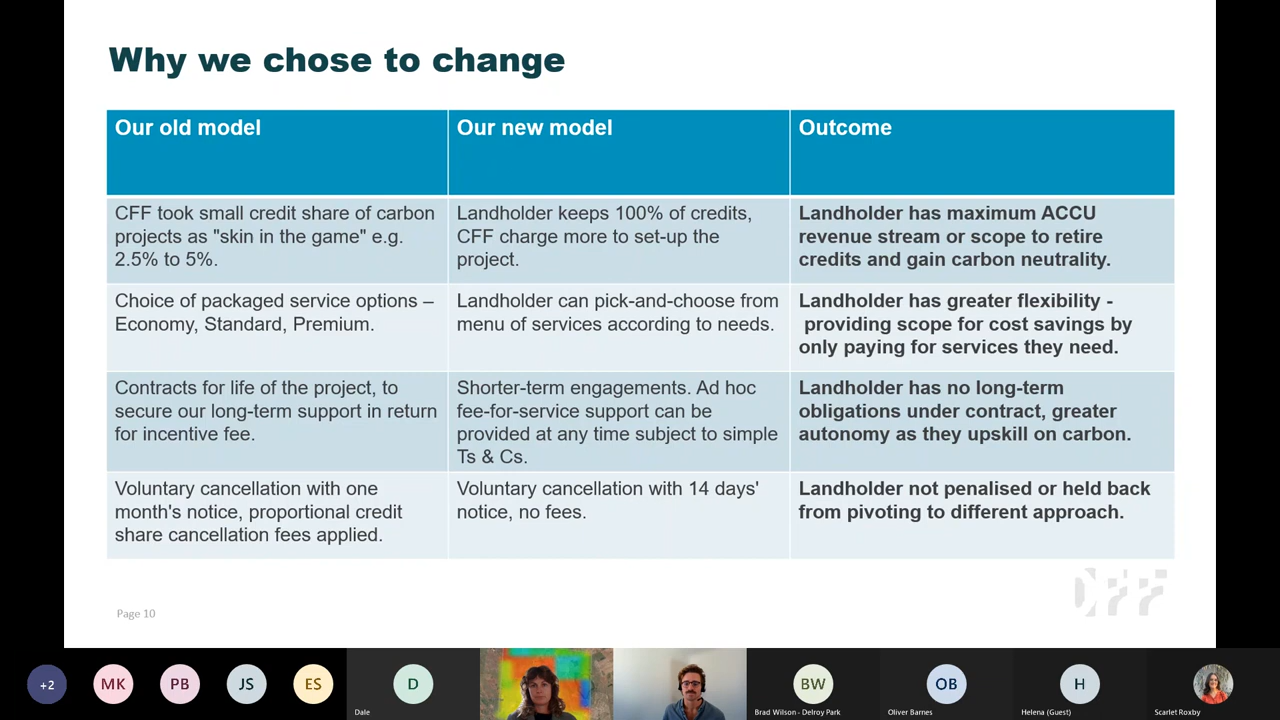 Why we chose to change
Our old model
Our new model
Outcome
CFF took small credit share of carbon
projects as "skin in the game" e.g.
2.5% to 5%.
Landholder keeps 100% of credits,
CFF charge more to set-up the
project.
Landholder has maximum ACCU
revenue stream or scope to retire
credits and gain carbon neutrality.
Choice of packaged service options –
Economy, Standard, Premium.
Landholder can pick-and-choose from
menu of services according to needs.
Landholder has greater flexibility -
providing scope for cost savings by
only paying for services they need.
Contracts for life of the project, to
secure our long-term support in return
for incentive fee.
Shorter-term engagements. Ad hoc
fee-for-service support can be
provided at any time subject to simple
Ts & Cs.
Landholder has no long-term
obligations under contract, greater
autonomy as they upskill on carbon.
Voluntary cancellation with one
month's notice, proportional credit
share cancellation fees applied.
Voluntary cancellation with 14 days'
notice, no fees.
Landholder not penalised or held back
from pivoting to different approach.
CFF
Page 10
+2
MK
PB
JS
ES
D
Dale
BW
Brad Wilson - Delroy Park
OB
Oliver Barnes
H
Helena (Guest)
Scarlet Roxby